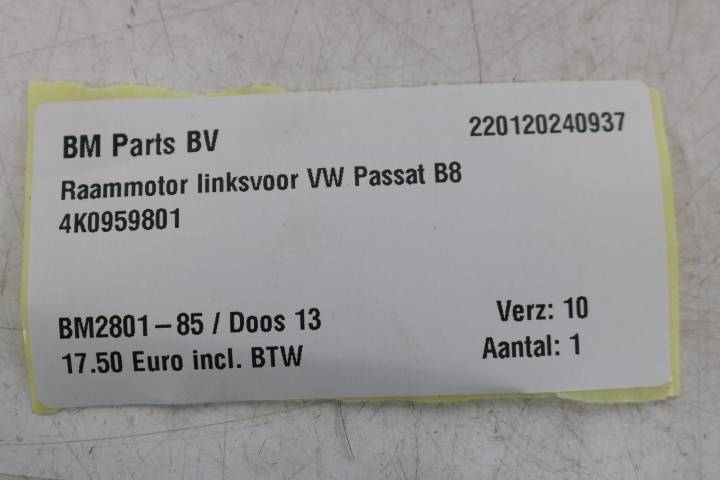 BM Parts BV 220120240937
Raammotor linksvoor VW Passat B8
4K0959801
BM2801-85 / Doos 13 Verz: 10
17.50 Euro incl. BTW Aantal: 1